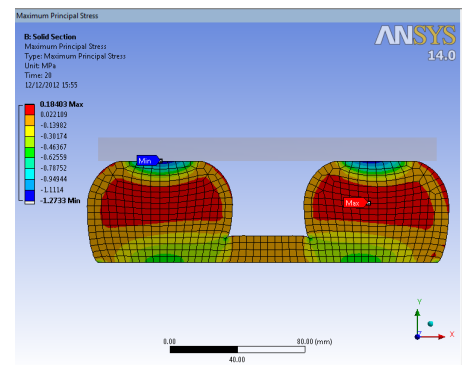 Maximum Principal Stress
B: Solid Section
Maximum Principal Stress
Type: Maximum Principal Stress
Unit: MPa
Time: 20
12/12/2012 15:55
ANSYS
14.0
0.18403 Max
0.022189
-0.13982
-0.30174
-0.46367
-0.62559
-0.78752
-0.94944
-1.1114
-1.2733 Min
Min
Max
0.00
80.00 (mm)
40.00
Y
Z
X